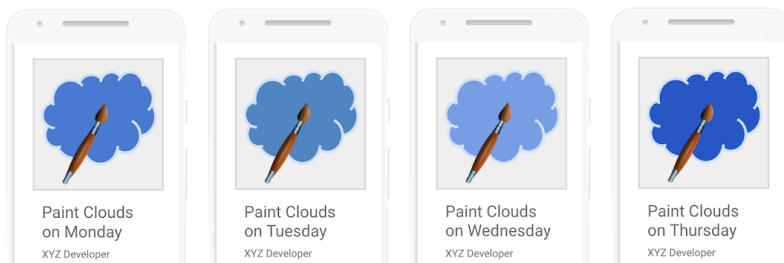 Paint Clouds
on Monday
XYZ Developer
Paint Clouds
on Tuesday
XYZ Developer
Paint Clouds
on Wednesday
XYZ Developer
Paint Clouds
on Thursday
XYZ Developer